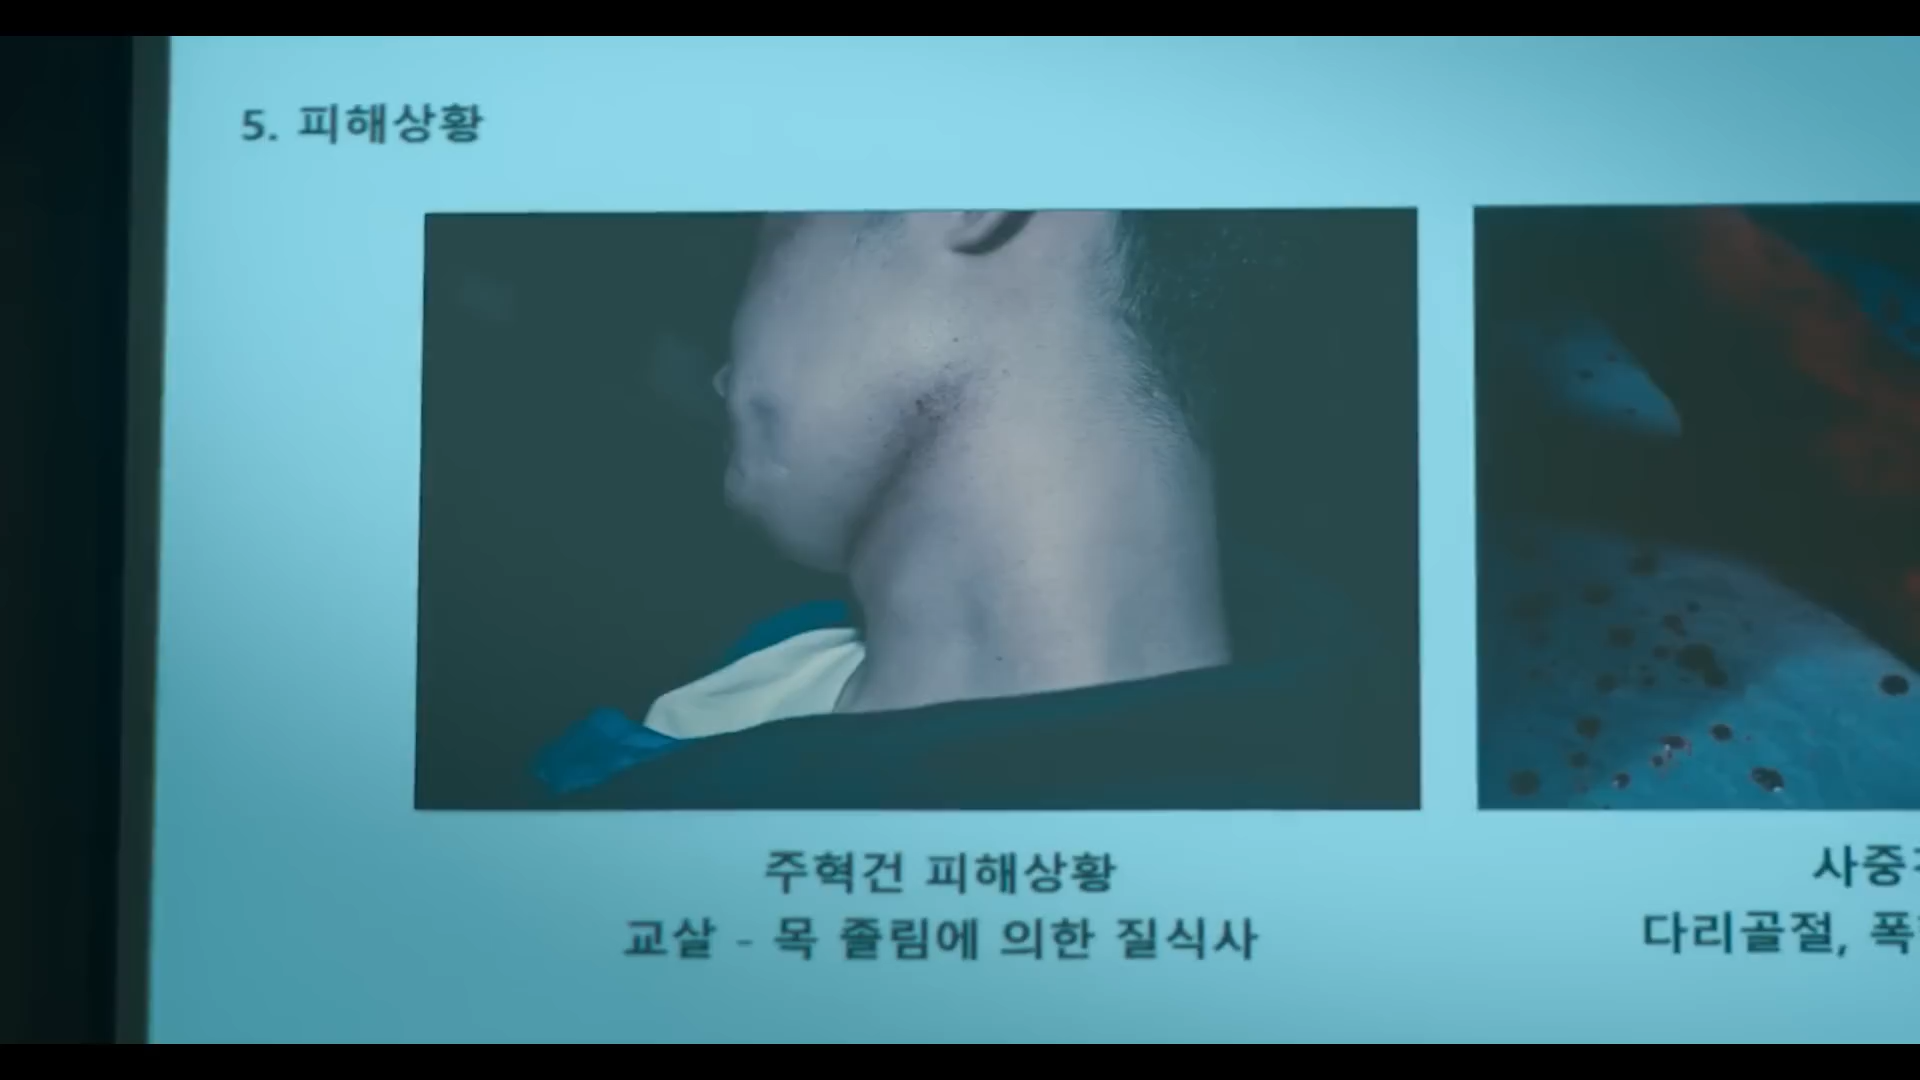 5. 피해상황
주혁건 피해상황
교살 - 목 졸림에 의한 질식사
사중
다리골절, 폭